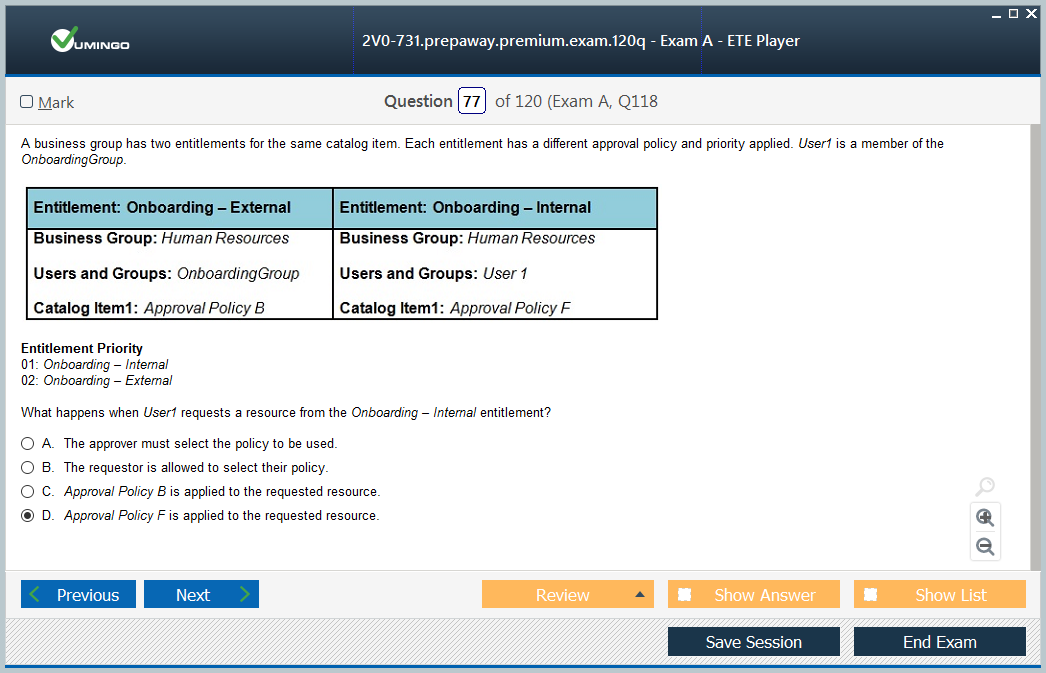 VUMINGO
2V0-731.prepaway.premium.exam.120q - Exam A - ETE Player
Mark
Question 77 of 120 (Exam A, Q118
A business group has two entitlements for the same catalog item. Each entitlement has a different approval policy and priority applied. User1 is a member of the
OnboardingGroup.
Entitlement: Onboarding – External
Entitlement: Onboarding – Internal
Business Group: Human Resources
Business Group: Human Resources
Users and Groups: OnboardingGroup
Users and Groups: User 1
Catalog Item1: Approval Policy B
Catalog Item1: Approval Policy F
Entitlement Priority
01: Onboarding – Internal
02: Onboarding – External
What happens when User1 requests a resource from the Onboarding – Internal entitlement?
A. The approver must select the policy to be used.
B. The requestor is allowed to select their policy.
C. Approval Policy B is applied to the requested resource.
D. Approval Policy F is applied to the requested resource.
Previous
Next
Review
Show Answer
Show List
Save Session
End Exam